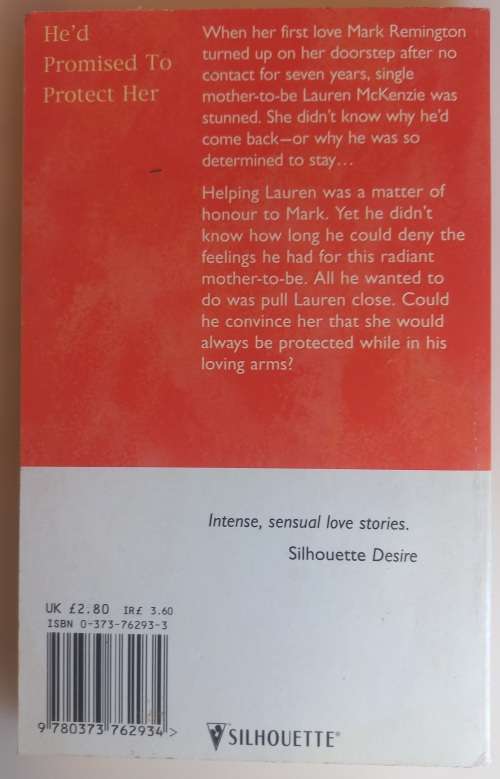 He'd
Promised To
Protect Her
When her first love Mark Remington
turned up on her doorstep after no
contact for seven years, single
mother-to-be Lauren McKenzie was
stunned. She didn't know why he'd
come back—or why he was so
determined to stay…
Helping Lauren was a matter of
honour to Mark. Yet he didn't
know how long he could deny the
feelings he had for this radiant
mother-to-be. All he wanted to
do was pull Lauren close. Could
he convince her that she would
always be protected while in his
loving arms?
Intense, sensual love stories.
Silhouette Desire
UK £2.80 IR£ 3.60
ISBN 0-373-76293-3
9 780373 762934 >
SILHOUETTE®